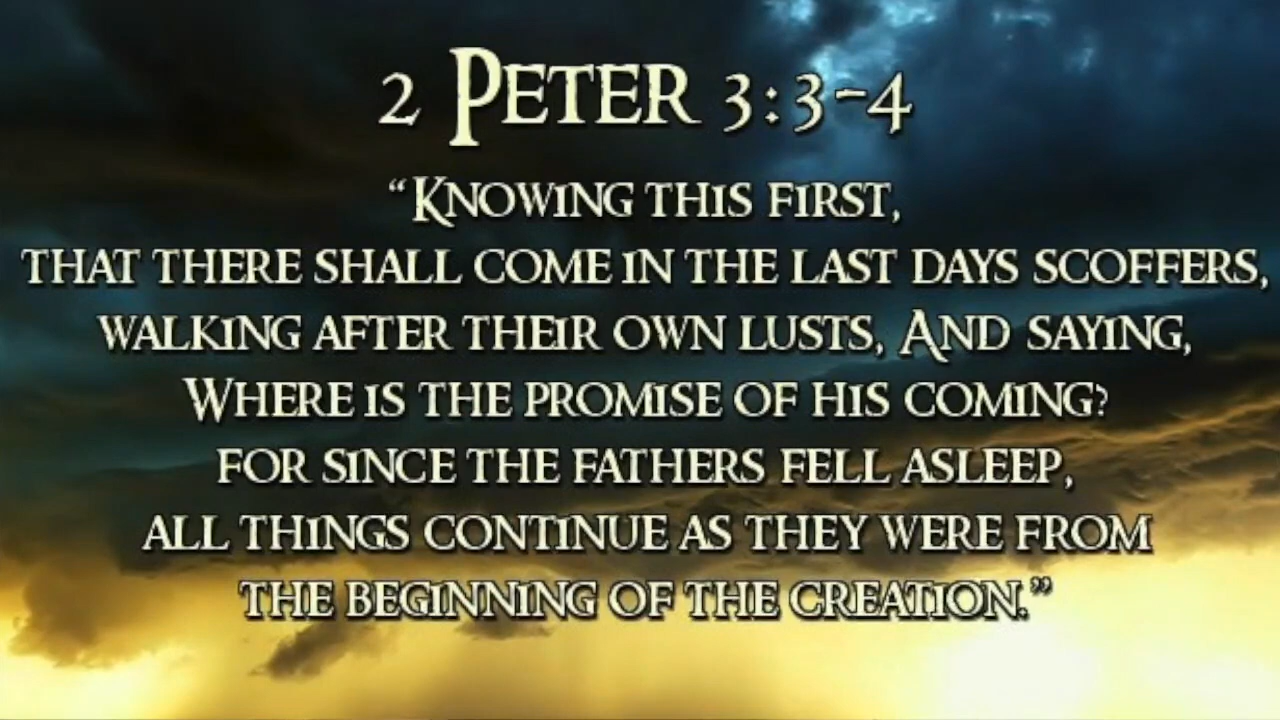 2 Peter 3:3-4
“Knowing this first,
that there shall come in the last days scoffers,
walking after their own lusts, And saying,
Where is the promise of his coming?
for since the fathers fell asleep,
all things continue as they were from
the beginning of the creation.”